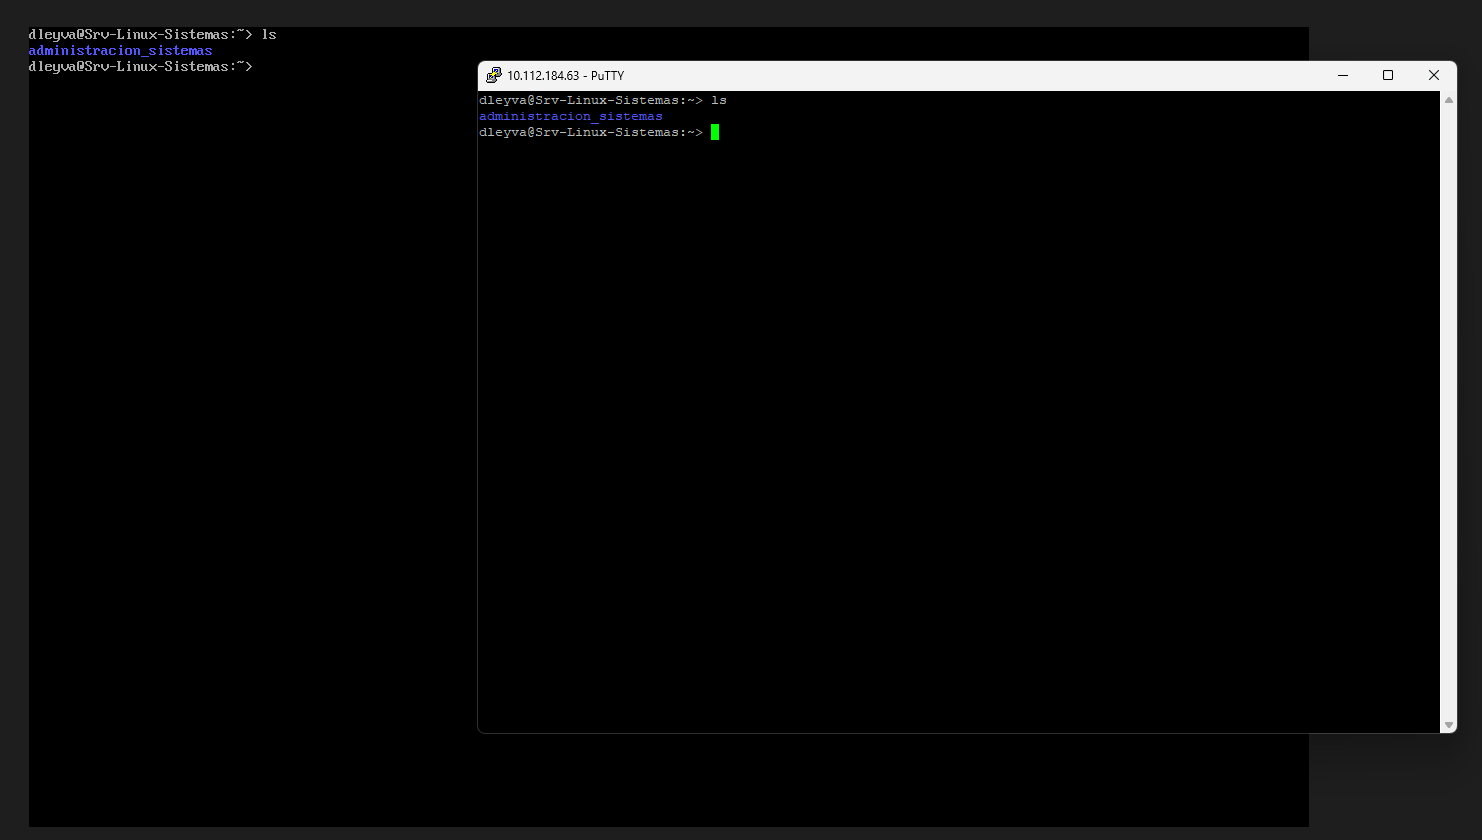 dleyva@Srv-Linux-Sistemas:~> ls
administracion_sistemas
dleyva@Srv-Linux-Sistemas:~>
10.112.184.63 - PuTTY
dleyva@Srv-Linux-Sistemas:~> ls
administracion_sistemas
dleyva@Srv-Linux-Sistemas:~>